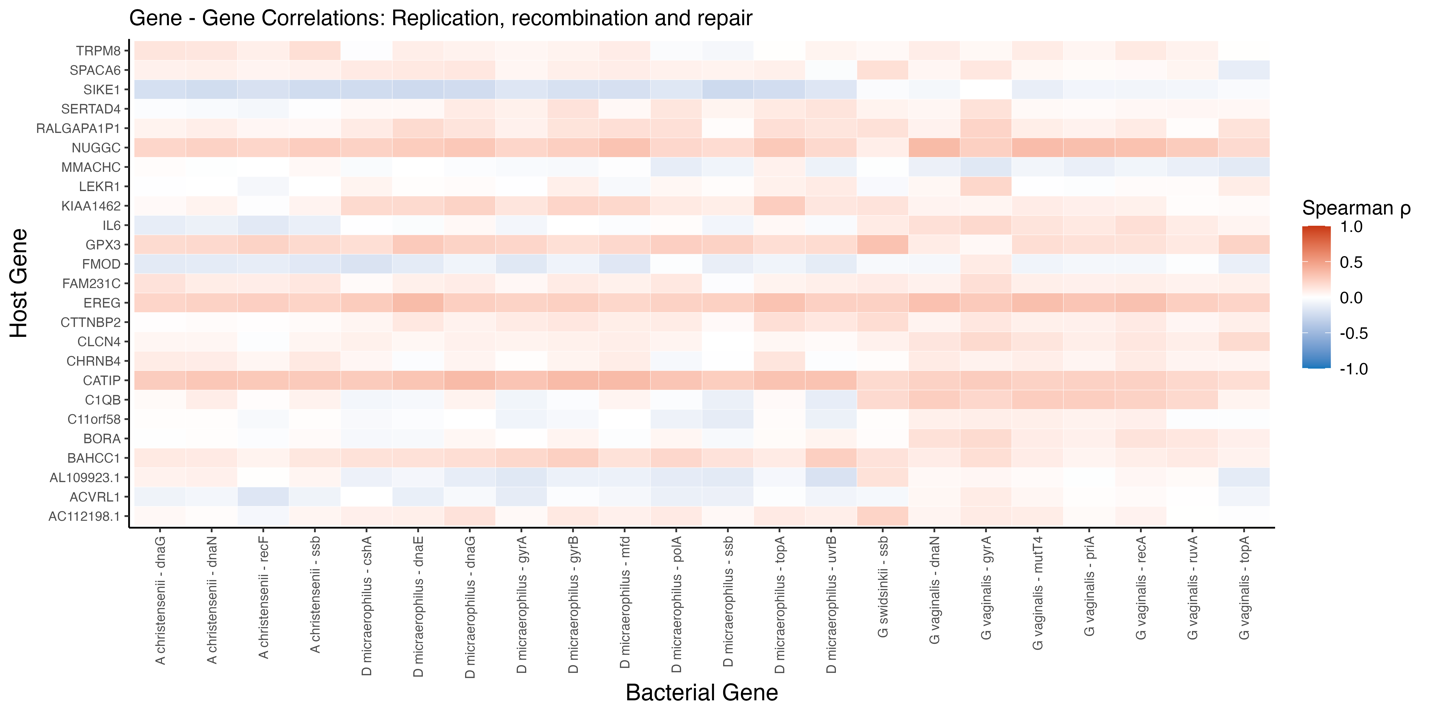 Gene - Gene Correlations: Replication, recombination and repair
Host Gene
TRPM8
SPACA6
SIKE1
SERTAD4
RALGAPA1P1
NUGGC
MMACHC
LEKR1
KIAA1462
IL6
GPX3
FMOD
FAM231C
EREG
CTTNBP2
CLCN4
CHRNB4
CATIP
C1QB
C11orf58
BORA
BAHCC1
AL109923.1
ACVRL1
AC112198.1
A christensenii - dnaG
A christensenii - dnaN
A christensenii - recF
A christensenii - ssb
D micraerophilus - cshA
D micraerophilus - dnaE
D micraerophilus - dnaG
D micraerophilus - gyrA
D micraerophilus - gyrB
D micraerophilus - mfd
D micraerophilus - polA
D micraerophilus - ssb
D micraerophilus - topA
D micraerophilus - uvrB
G swidsinkii - ssb
G vaginalis - dnaN
G vaginalis - gyrA
G vaginalis - mutT4
G vaginalis - priA
G vaginalis - recA
G vaginalis - ruvA
G vaginalis - topA
Bacterial Gene
Spearman ρ
1.0
0.5
0.0
-0.5
-1.0